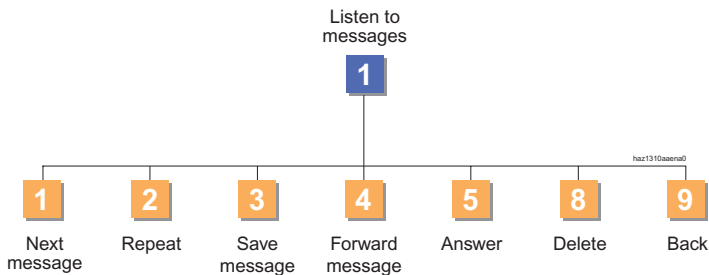 Listen to
messages
1
haz1310aaena0
1 2 3 4 5 8 9
Next Repeat Save Forward Answer Delete Back
message message message